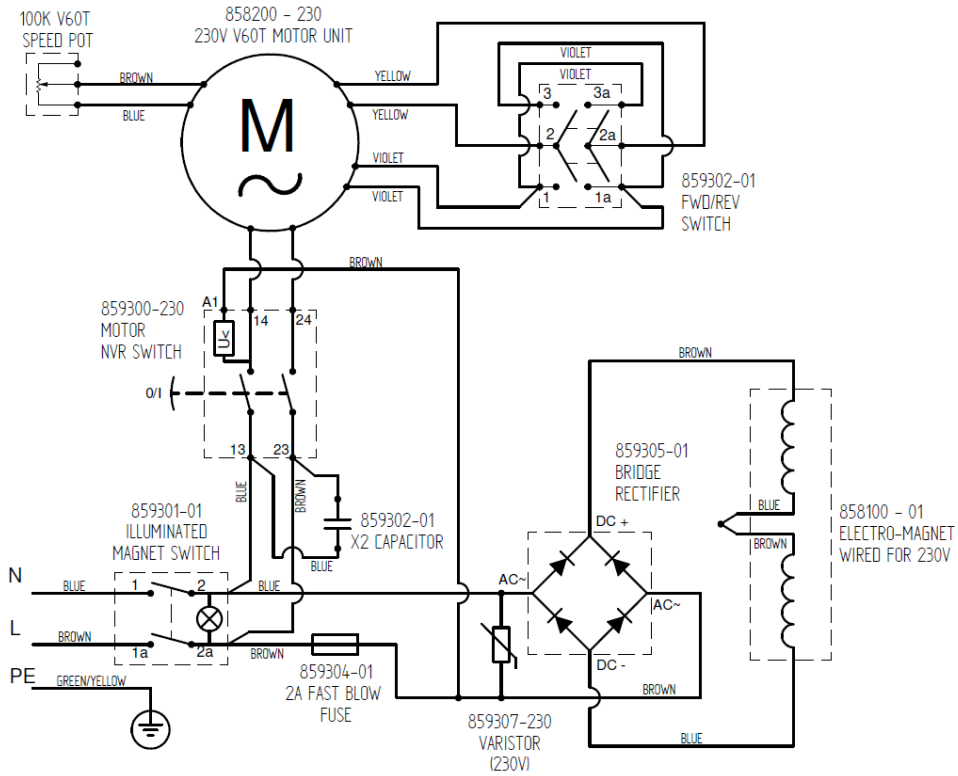 100K V60T
SPEED POT
858200 - 230
230V V60T MOTOR UNIT
BROWN
BLUE
M
YELLOW
YELLOW
VIOLET
VIOLET
VIOLET
VIOLET
3
3a
2
2a
1
1a
859302-01
FWD/REV
SWITCH
BROWN
859300-230
MOTOR
NVR SWITCH
A1
14
24
U<
0/I
13
23
BLUE
BROWN
859302-01
X2 CAPACITOR
BLUE
859301-01
ILLUMINATED
MAGNET SWITCH
N
BLUE
1
2
BLUE
L
BROWN
1a
2a
BROWN
PE
GREEN/YELLOW
859304-01
2A FAST BLOW
FUSE
859307-230
VARISTOR
(230V)
859305-01
BRIDGE
RECTIFIER
DC +
AC~
AC~
DC -
BROWN
BROWN
BLUE
BLUE
BROWN
858100 - 01
ELECTRO-MAGNET
WIRED FOR 230V